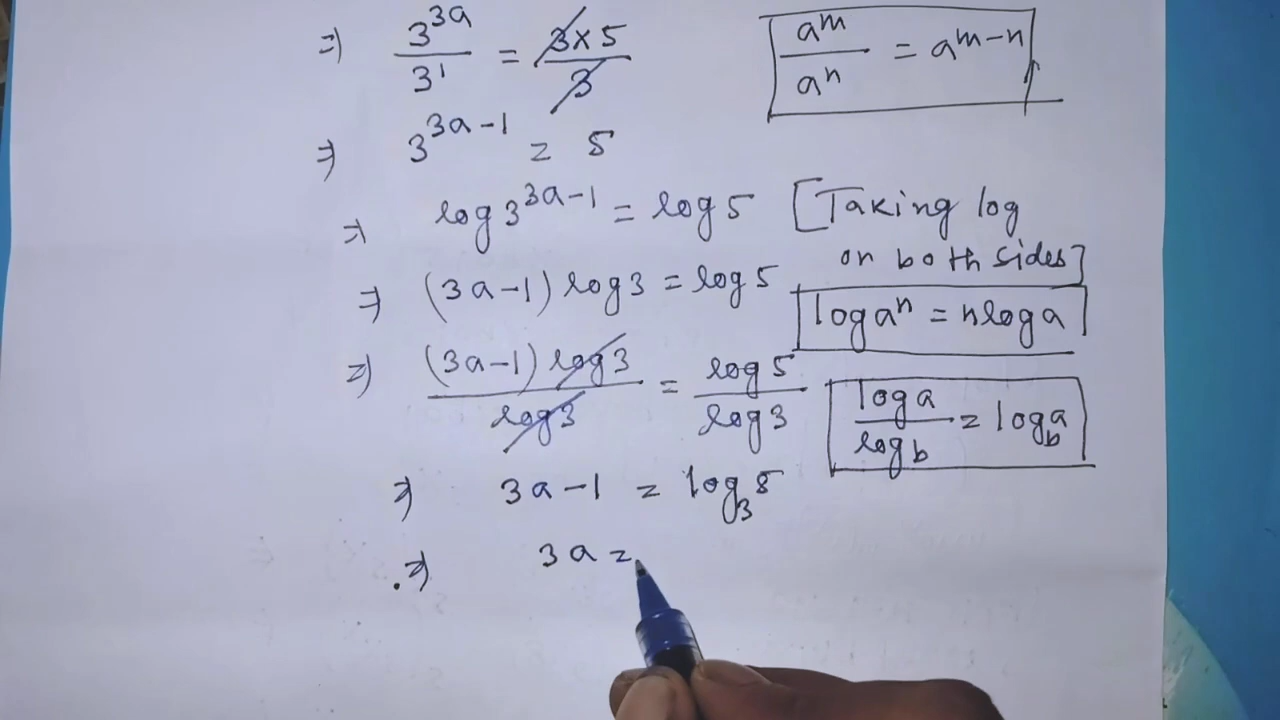 ⇒ 3^{3a}/3^1 = 3×5/3
a^m/a^n = a^{m-n}
⇒ 3^{3a-1} = 5
⇒ log 3^{3a-1} = log 5 [Taking log
on both sides]
⇒ (3a-1) log 3 = log 5
log a^n = n log a
⇒ (3a-1) log 3/log 3 = log 5/log 3
log a/log b = log_b a
⇒ 3a-1 = log_3 5
⇒ 3a =